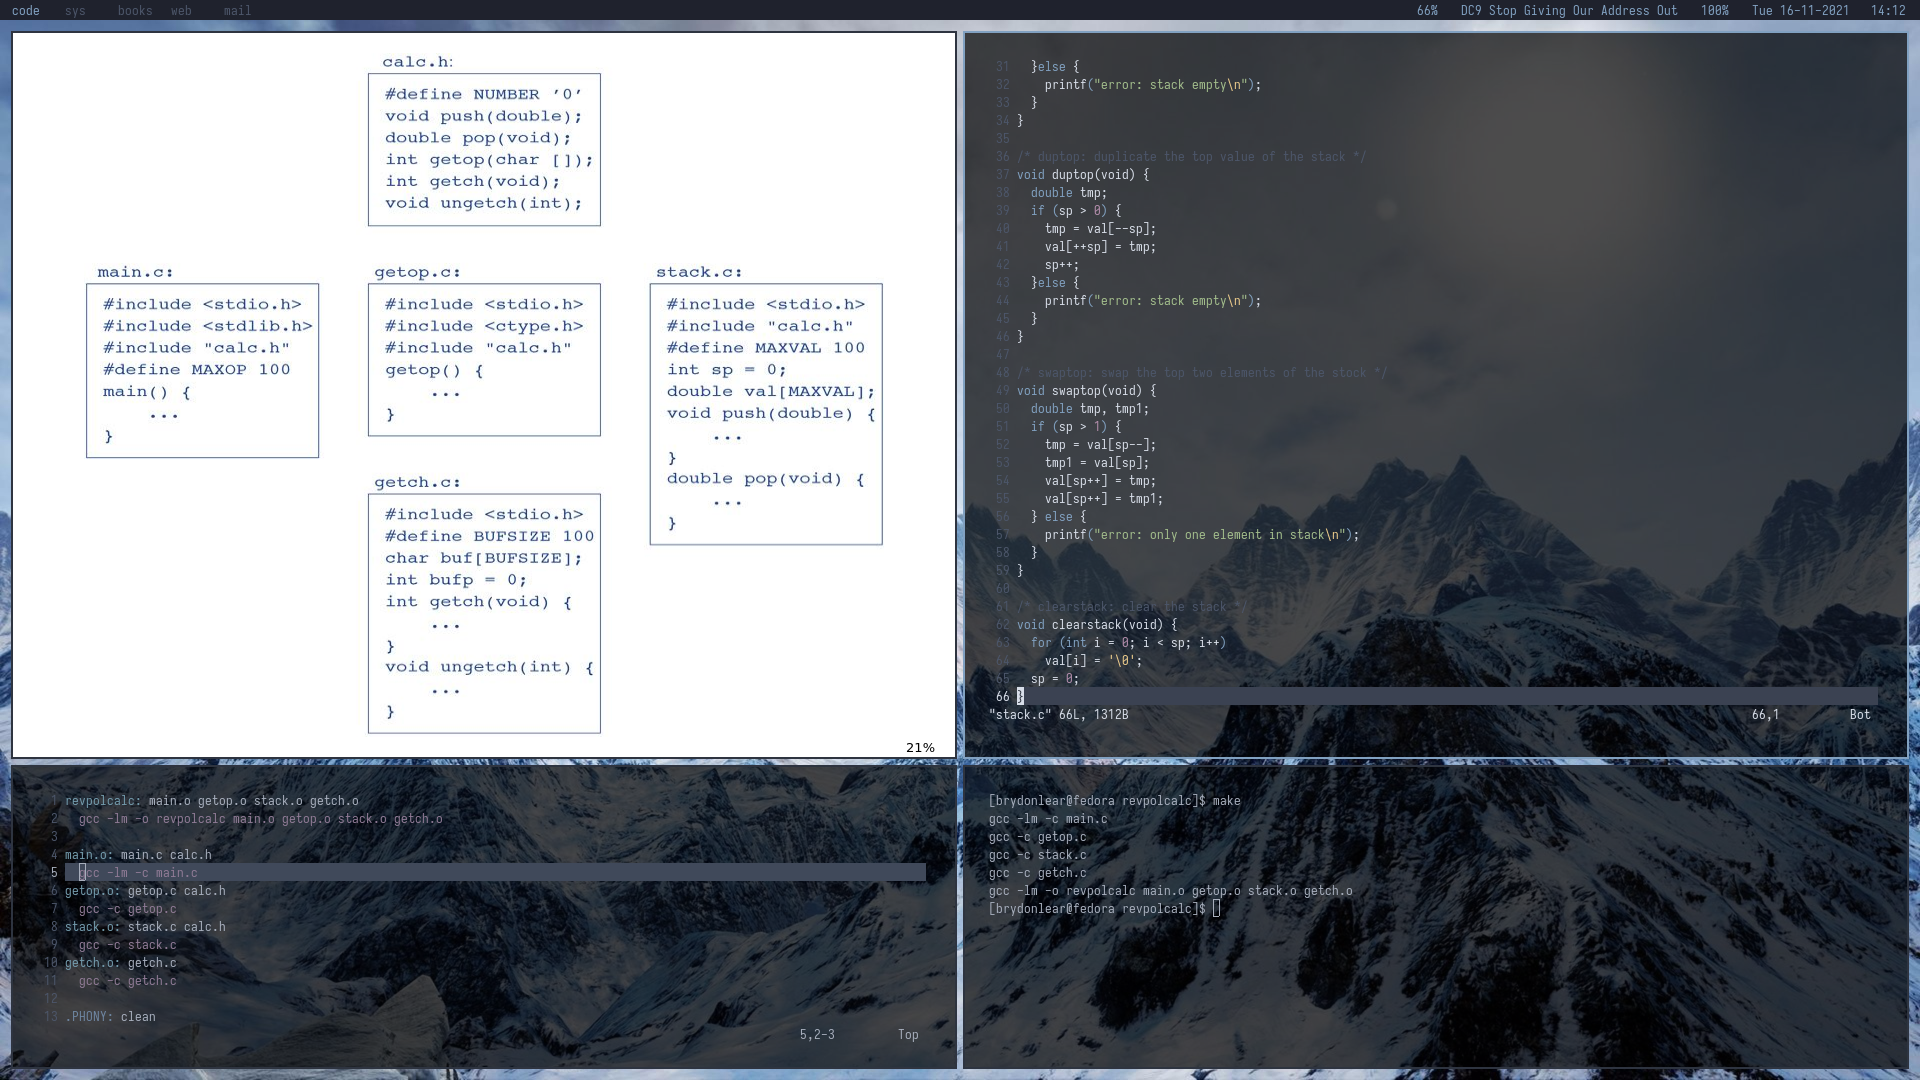 code sys books web mail 66% DC9 Stop Giving Our Address Out 100% Tue 16-11-2021 14:12
calc.h:
#define NUMBER '0'
void push(double);
double pop(void);
int getop(char []);
int getch(void);
void ungetch(int);
main.c:
#include <stdio.h>
#include <stdlib.h>
#include "calc.h"
#define MAXOP 100
main() {
...
}
getop.c:
#include <stdio.h>
#include <ctype.h>
#include "calc.h"
getop() {
...
}
getch.c:
#include <stdio.h>
#define BUFSIZE 100
char buf[BUFSIZE];
int bufp = 0;
int getch(void) {
...
}
void ungetch(int) {
...
}
stack.c:
#include <stdio.h>
#include "calc.h"
#define MAXVAL 100
int sp = 0;
double val[MAXVAL];
void push(double) {
...
}
double pop(void) {
...
}
21%
31 }else {
32 printf("error: stack empty\n");
33 }
34 }
35
36 /* duptop: duplicate the top value of the stack */
37 void duptop(void) {
38 double tmp;
39 if (sp > 0) {
40 tmp = val[--sp];
41 val[++sp] = tmp;
42 sp++;
43 }else {
44 printf("error: stack empty\n");
45 }
46 }
47
48 /* swaptop: swap the top two elements of the stock */
49 void swaptop(void) {
50 double tmp, tmp1;
51 if (sp > 1) {
52 tmp = val[sp--];
53 tmp1 = val[sp];
54 val[sp++] = tmp;
55 val[sp++] = tmp1;
56 } else {
57 printf("error: only one element in stack\n");
58 }
59 }
60
61 /* clearstack: clear the stack */
62 void clearstack(void) {
63 for (int i = 0; i < sp; i++)
64 val[i] = '\0';
65 sp = 0;
66 }
"stack.c" 66L, 1312B 66,1 Bot
1 revpolcalc: main.o getop.o stack.o getch.o
2 gcc -lm -o revpolcalc main.o getop.o stack.o getch.o
3
4 main.o: main.c calc.h
5 gcc -lm -c main.c
6 getop.o: getop.c calc.h
7 gcc -c getop.c
8 stack.o: stack.c calc.h
9 gcc -c stack.c
10 getch.o: getch.c
11 gcc -c getch.c
12
13 .PHONY: clean
5,2-3 Top
[brydonlear@fedora revpolcalc]$ make
gcc -lm -c main.c
gcc -c getop.c
gcc -c stack.c
gcc -c getch.c
gcc -lm -o revpolcalc main.o getop.o stack.o getch.o
[brydonlear@fedora revpolcalc]$